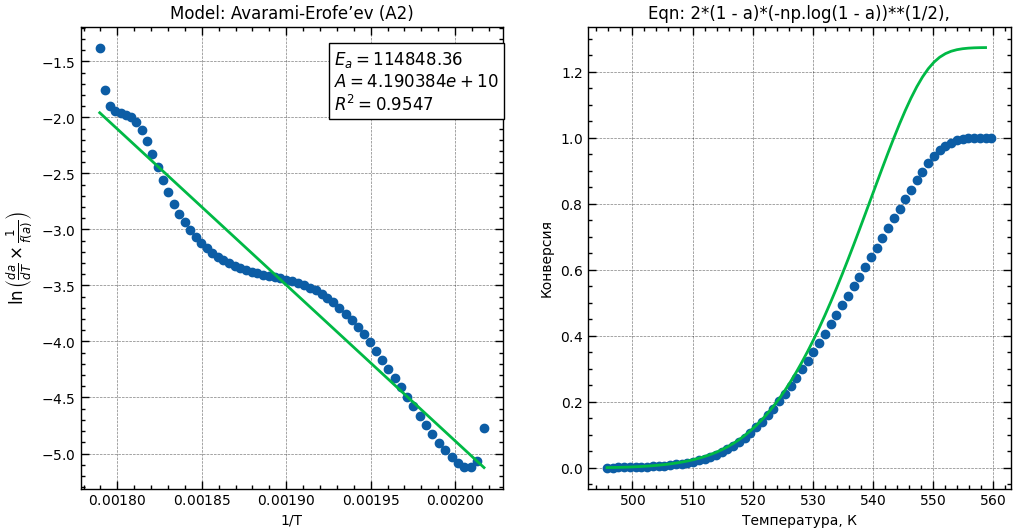 Model: Avarami-Erofe’ev (A2)
E_a = 114848.36
A = 4.190384e + 10
R^2 = 0.9547
ln(da/dT × 1/f(a))
−1.5
−2.0
−2.5
−3.0
−3.5
−4.0
−4.5
−5.0
0.00180 0.00185 0.00190 0.00195 0.00200
1/T
Eqn: 2*(1 - a)*(-np.log(1 - a))**(1/2),
Конверсия
1.2
1.0
0.8
0.6
0.4
0.2
0.0
500 510 520 530 540 550 560
Температура, К